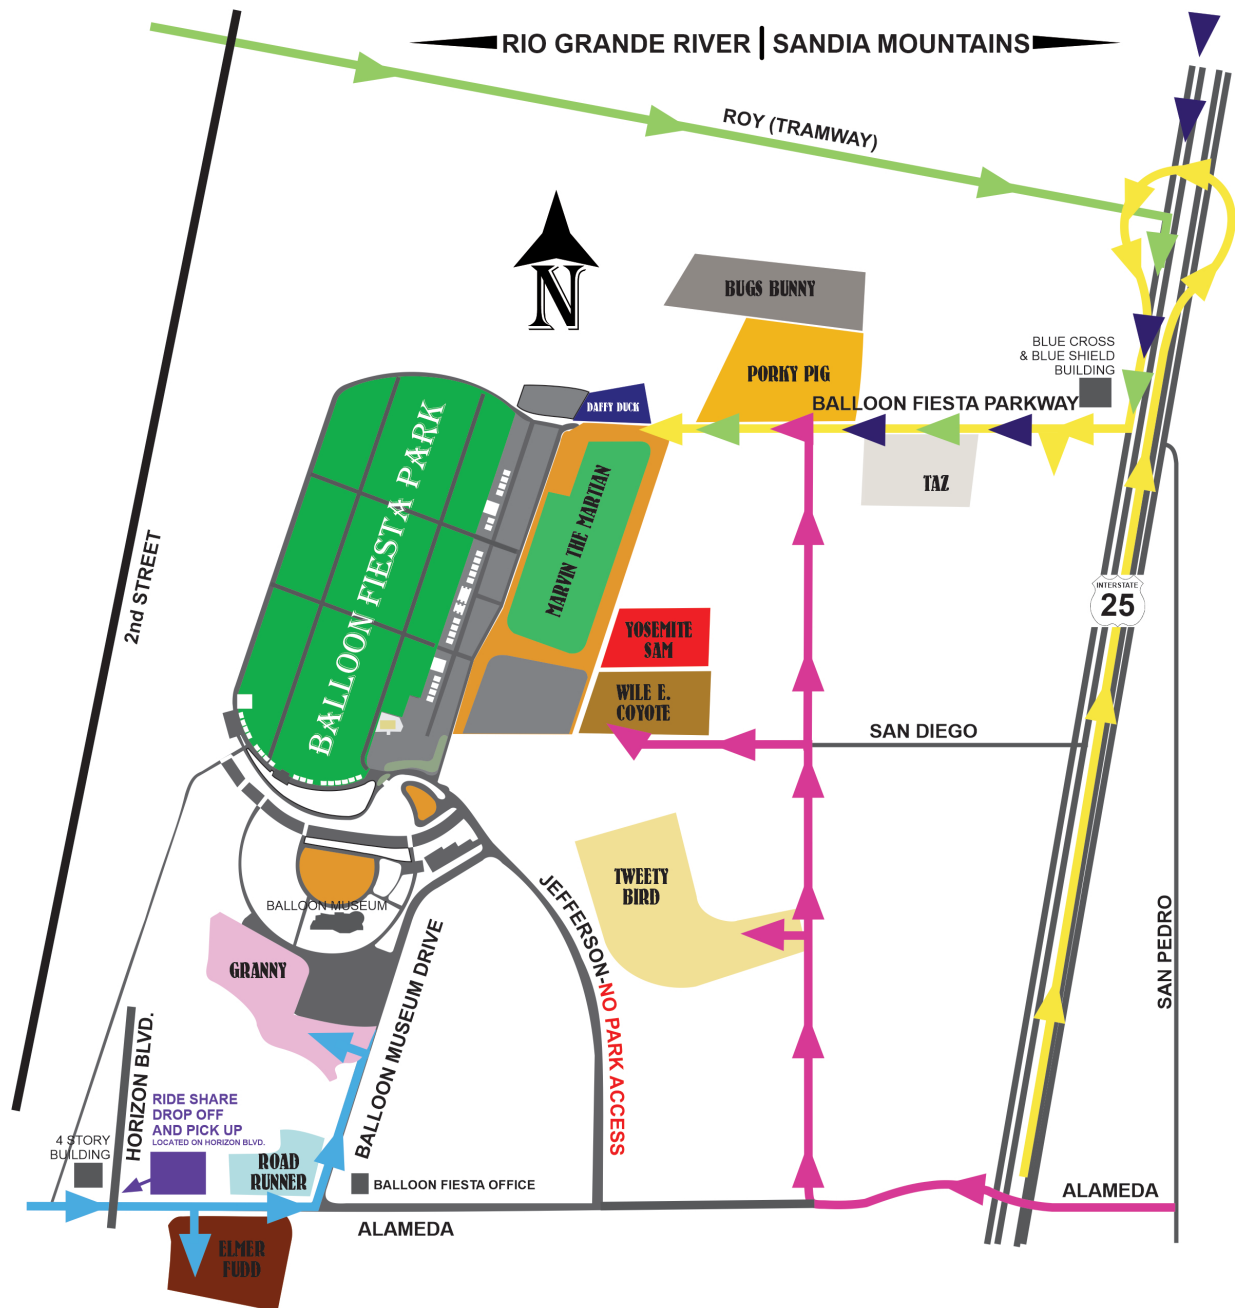 RIO GRANDE RIVER | SANDIA MOUNTAINS
ROY (TRAMWAY)
N
BUGS BUNNY
PORKY PIG
BLUE CROSS
& BLUE SHIELD
BUILDING
DAFFY DUCK
BALLOON FIESTA PARKWAY
TAZ
BALLOON FIESTA PARK
MARVIN THE MARTIAN
2nd STREET
INTERSTATE
25
YOSEMITE
SAM
WILE E.
COYOTE
SAN DIEGO
TWEETY
BIRD
BALLOON MUSEUM
JEFFERSON-NO PARK ACCESS
GRANNY
BALLOON MUSEUM DRIVE
SAN PEDRO
HORIZON BLVD.
RIDE SHARE
DROP OFF
AND PICK UP
LOCATED ON HORIZON BLVD.
4 STORY
BUILDING
ROAD
RUNNER
BALLOON FIESTA OFFICE
ALAMEDA
ALAMEDA
ELMER
FUDD